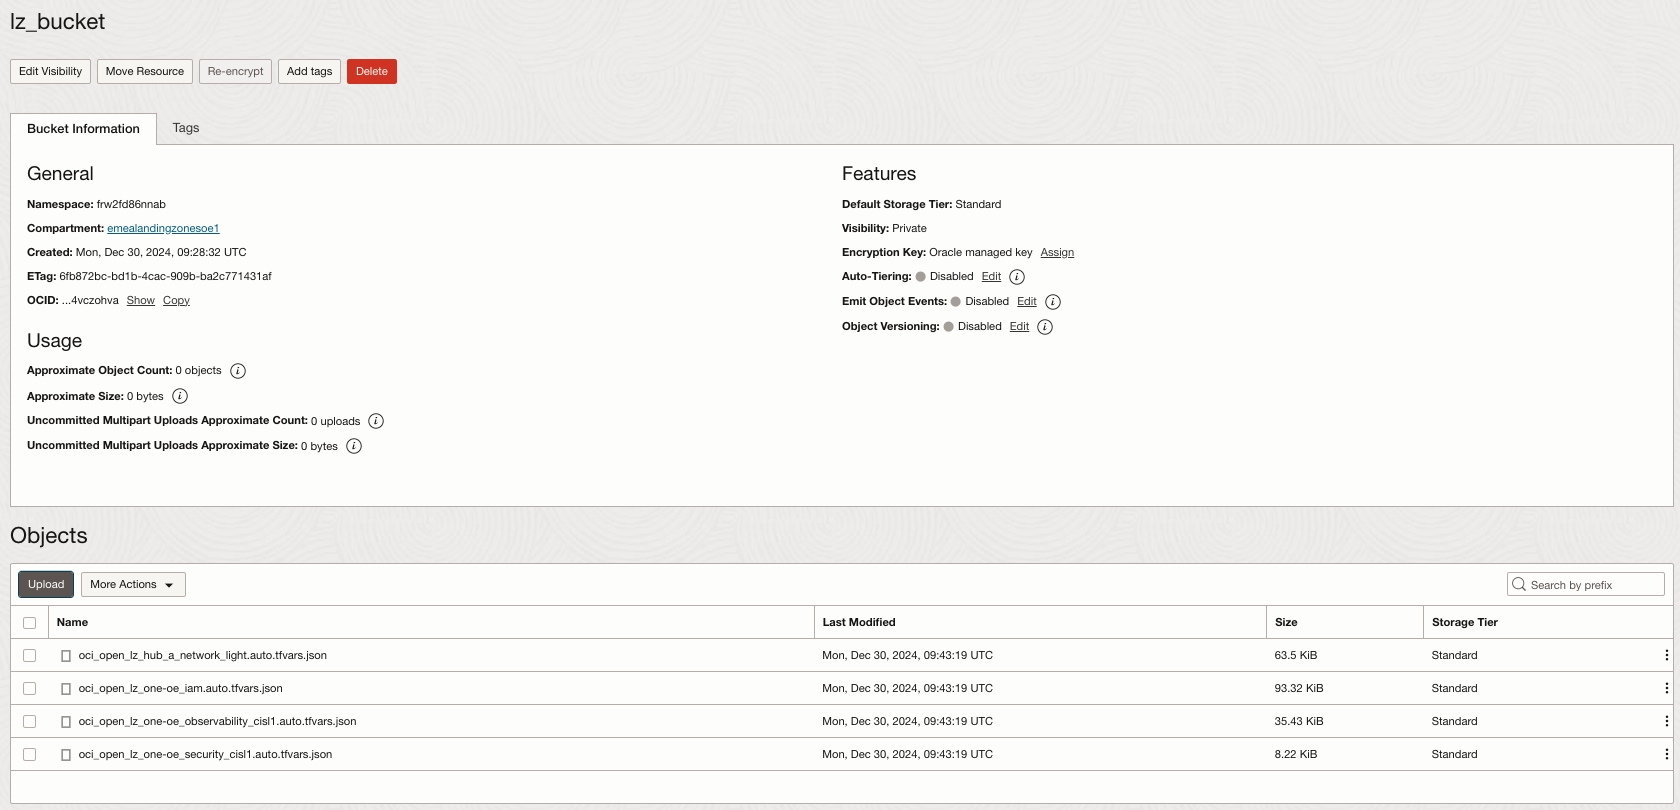 lz_bucket
Edit Visibility Move Resource Re-encrypt Add tags Delete
Bucket Information Tags
General
Namespace: frw2fd86nnab
Compartment: emealandingzonesoe1
Created: Mon, Dec 30, 2024, 09:28:32 UTC
ETag: 6fb872bc-bd1b-4cac-909b-ba2c771431af
OCID: ...4vczohva Show Copy
Usage
Approximate Object Count: 0 objects i
Approximate Size: 0 bytes i
Uncommitted Multipart Uploads Approximate Count: 0 uploads i
Uncommitted Multipart Uploads Approximate Size: 0 bytes i
Features
Default Storage Tier: Standard
Visibility: Private
Encryption Key: Oracle managed key Assign
Auto-Tiering: Disabled Edit i
Emit Object Events: Disabled Edit i
Object Versioning: Disabled Edit i
Objects
Upload More Actions Search by prefix
Name Last Modified Size Storage Tier
oci_open_lz_hub_a_network_light.auto.tfvars.json Mon, Dec 30, 2024, 09:43:19 UTC 63.5 KiB Standard
oci_open_lz_one-oe_iam.auto.tfvars.json Mon, Dec 30, 2024, 09:43:19 UTC 93.32 KiB Standard
oci_open_lz_one-oe_observability_cisl1.auto.tfvars.json Mon, Dec 30, 2024, 09:43:19 UTC 35.43 KiB Standard
oci_open_lz_one-oe_security_cisl1.auto.tfvars.json Mon, Dec 30, 2024, 09:43:19 UTC 8.22 KiB Standard